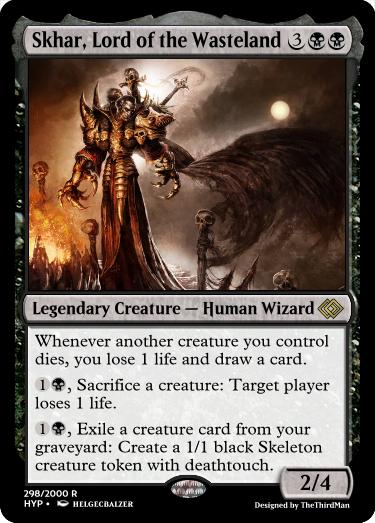 Skhar, Lord of the Wasteland 3
Legendary Creature — Human Wizard
Whenever another creature you control
dies, you lose 1 life and draw a card.
1, Sacrifice a creature: Target player
loses 1 life.
1, Exile a creature card from your
graveyard: Create a 1/1 black Skeleton
creature token with deathtouch.
2/4
298/2000 R
HYP • HELGECBALZER
Designed by TheThirdMan